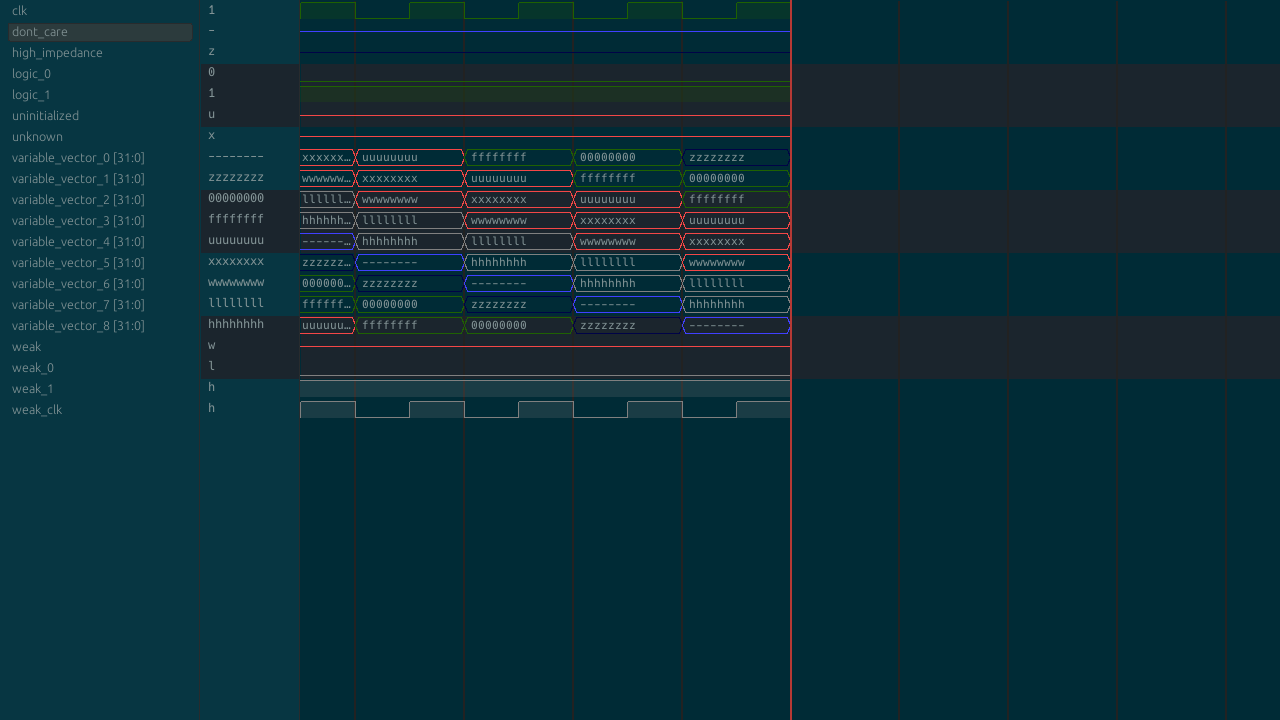 clk 1
dont_care -
high_impedance z
logic_0 0
logic_1 1
uninitialized u
unknown x
variable_vector_0 [31:0] -------- xxxxxx… uuuuuuuu ffffffff 00000000 zzzzzzzz
variable_vector_1 [31:0] zzzzzzzz wwwwww… xxxxxxxx uuuuuuuu ffffffff 00000000
variable_vector_2 [31:0] 00000000 llllll… wwwwwwww xxxxxxxx uuuuuuuu ffffffff
variable_vector_3 [31:0] ffffffff hhhhhh… llllllll wwwwwwww xxxxxxxx uuuuuuuu
variable_vector_4 [31:0] uuuuuuuu ------… hhhhhhhh llllllll wwwwwwww xxxxxxxx
variable_vector_5 [31:0] xxxxxxxx zzzzzz… -------- hhhhhhhh llllllll wwwwwwww
variable_vector_6 [31:0] wwwwwwww 000000… zzzzzzzz -------- hhhhhhhh llllllll
variable_vector_7 [31:0] llllllll ffffff… 00000000 zzzzzzzz -------- hhhhhhhh
variable_vector_8 [31:0] hhhhhhhh uuuuuu… ffffffff 00000000 zzzzzzzz --------
weak w
weak_0 l
weak_1 h
weak_clk h